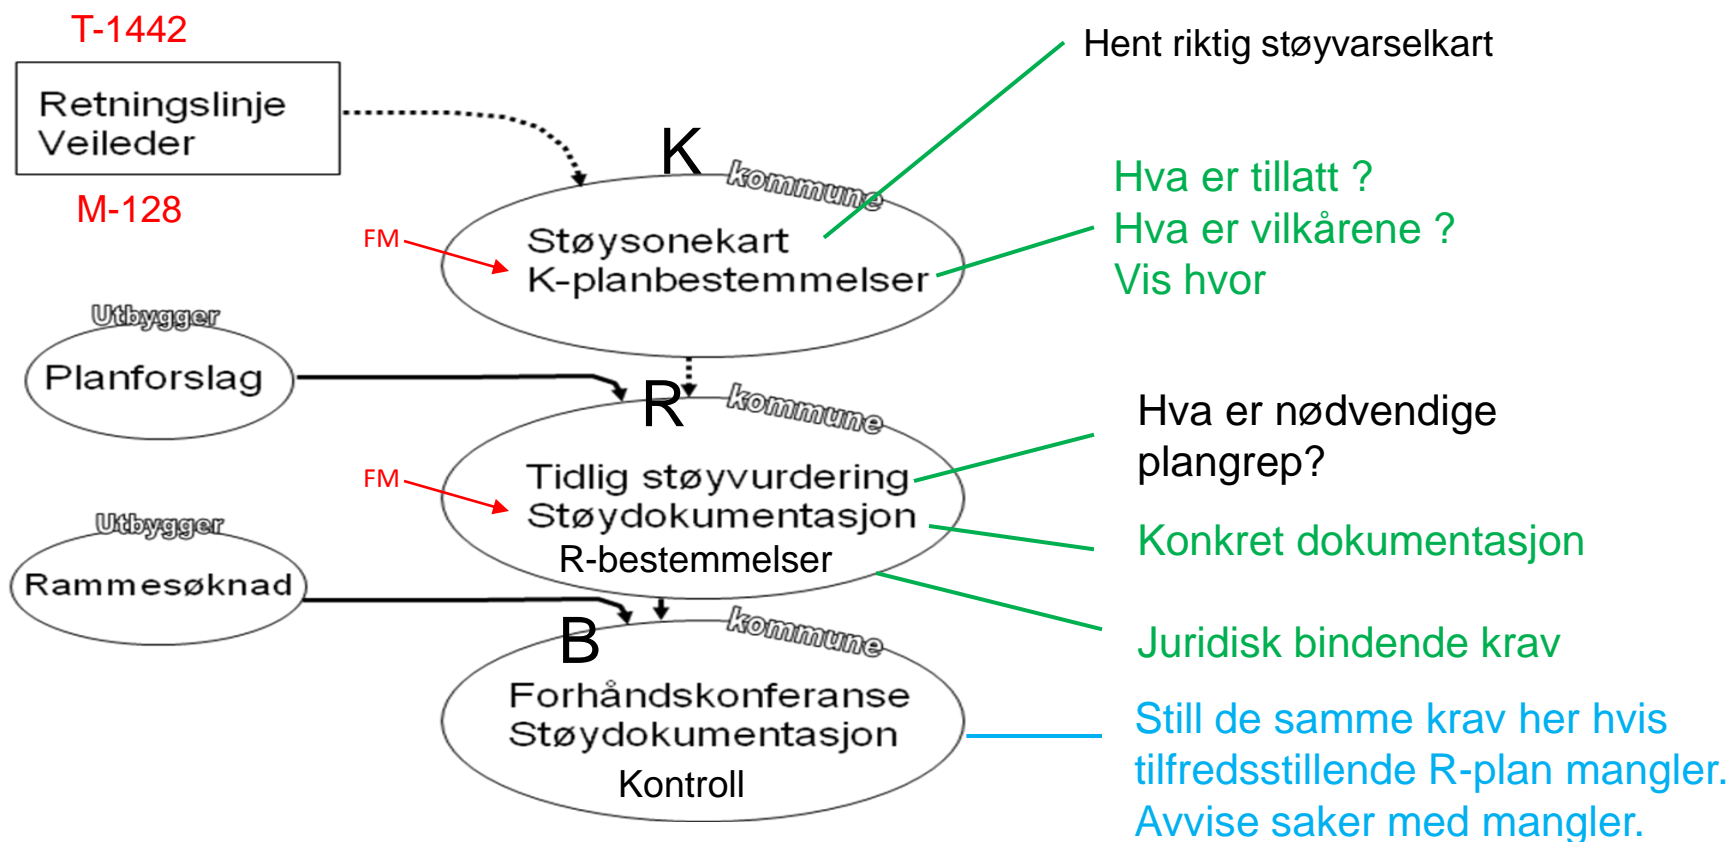 T-1442
Retningslinje
Veileder
M-128
Hent riktig støyvarselkart
K
kommune
FM
Støysonekart
K-planbestemmelser
Hva er tillatt ?
Hva er vilkårene ?
Vis hvor
Utbygger
Planforslag
R
kommune
FM
Tidlig støyvurdering
Støydokumentasjon
R-bestemmelser
Hva er nødvendige
plangrep?
Konkret dokumentasjon
Juridisk bindende krav
Utbygger
Rammesøknad
B
kommune
Forhåndskonferanse
Støydokumentasjon
Kontroll
Still de samme krav her hvis
tilfredsstillende R-plan mangler.
Avvise saker med mangler.